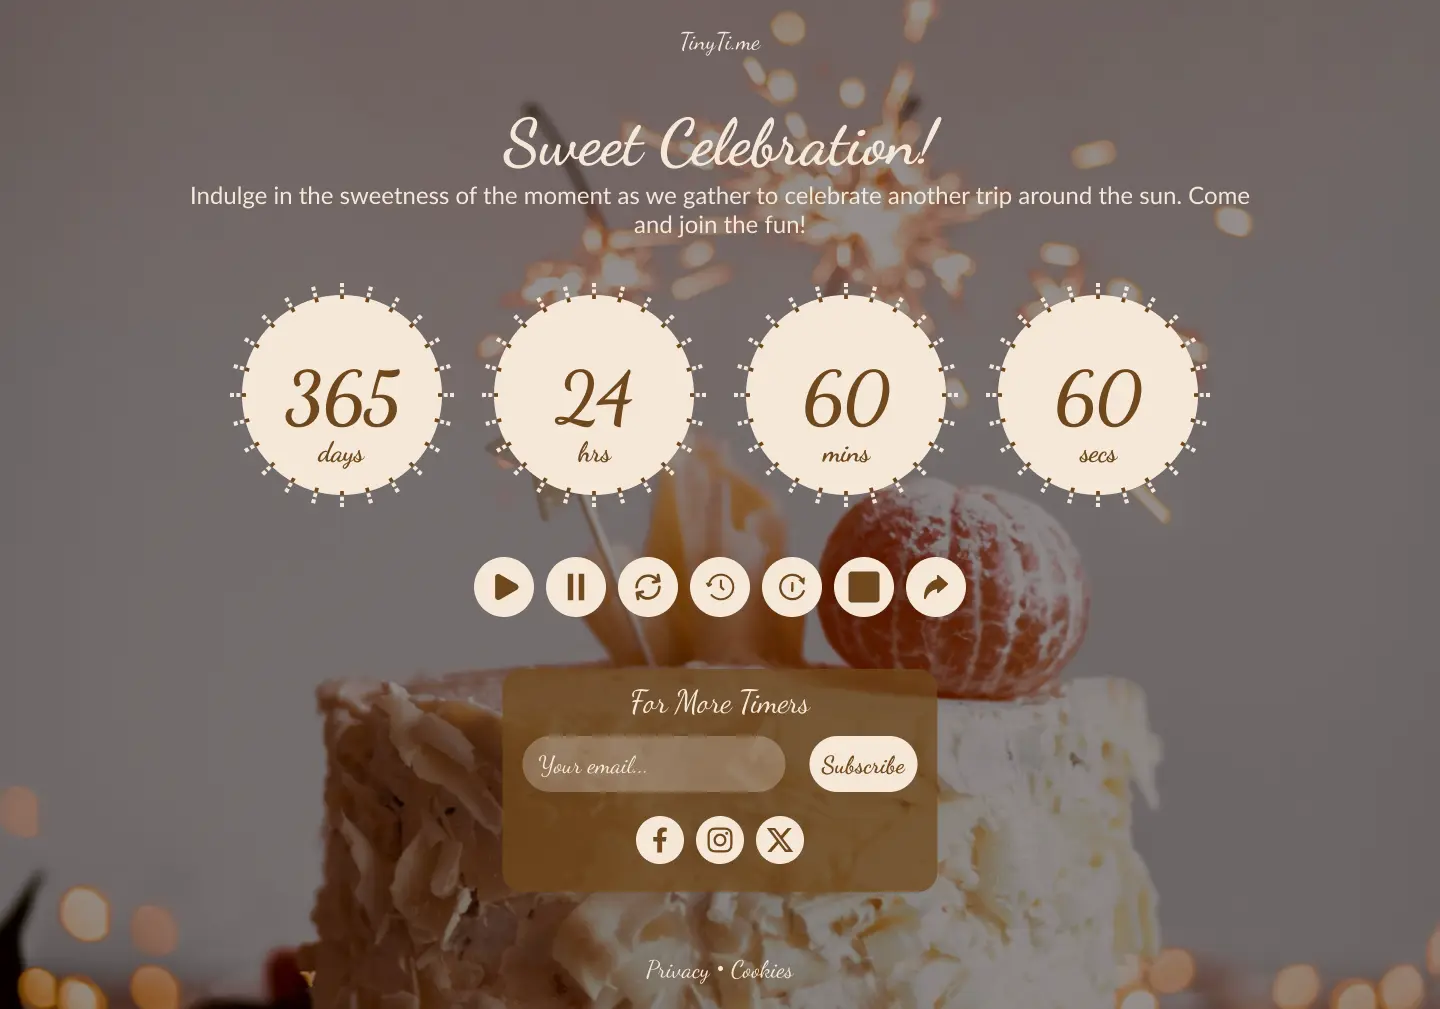 TinyTi.me
Sweet Celebration!
Indulge in the sweetness of the moment as we gather to celebrate another trip around the sun. Come
and join the fun!
365
days
24
hrs
60
mins
60
secs
For More Timers
Your email...
Subscribe
Privacy • Cookies